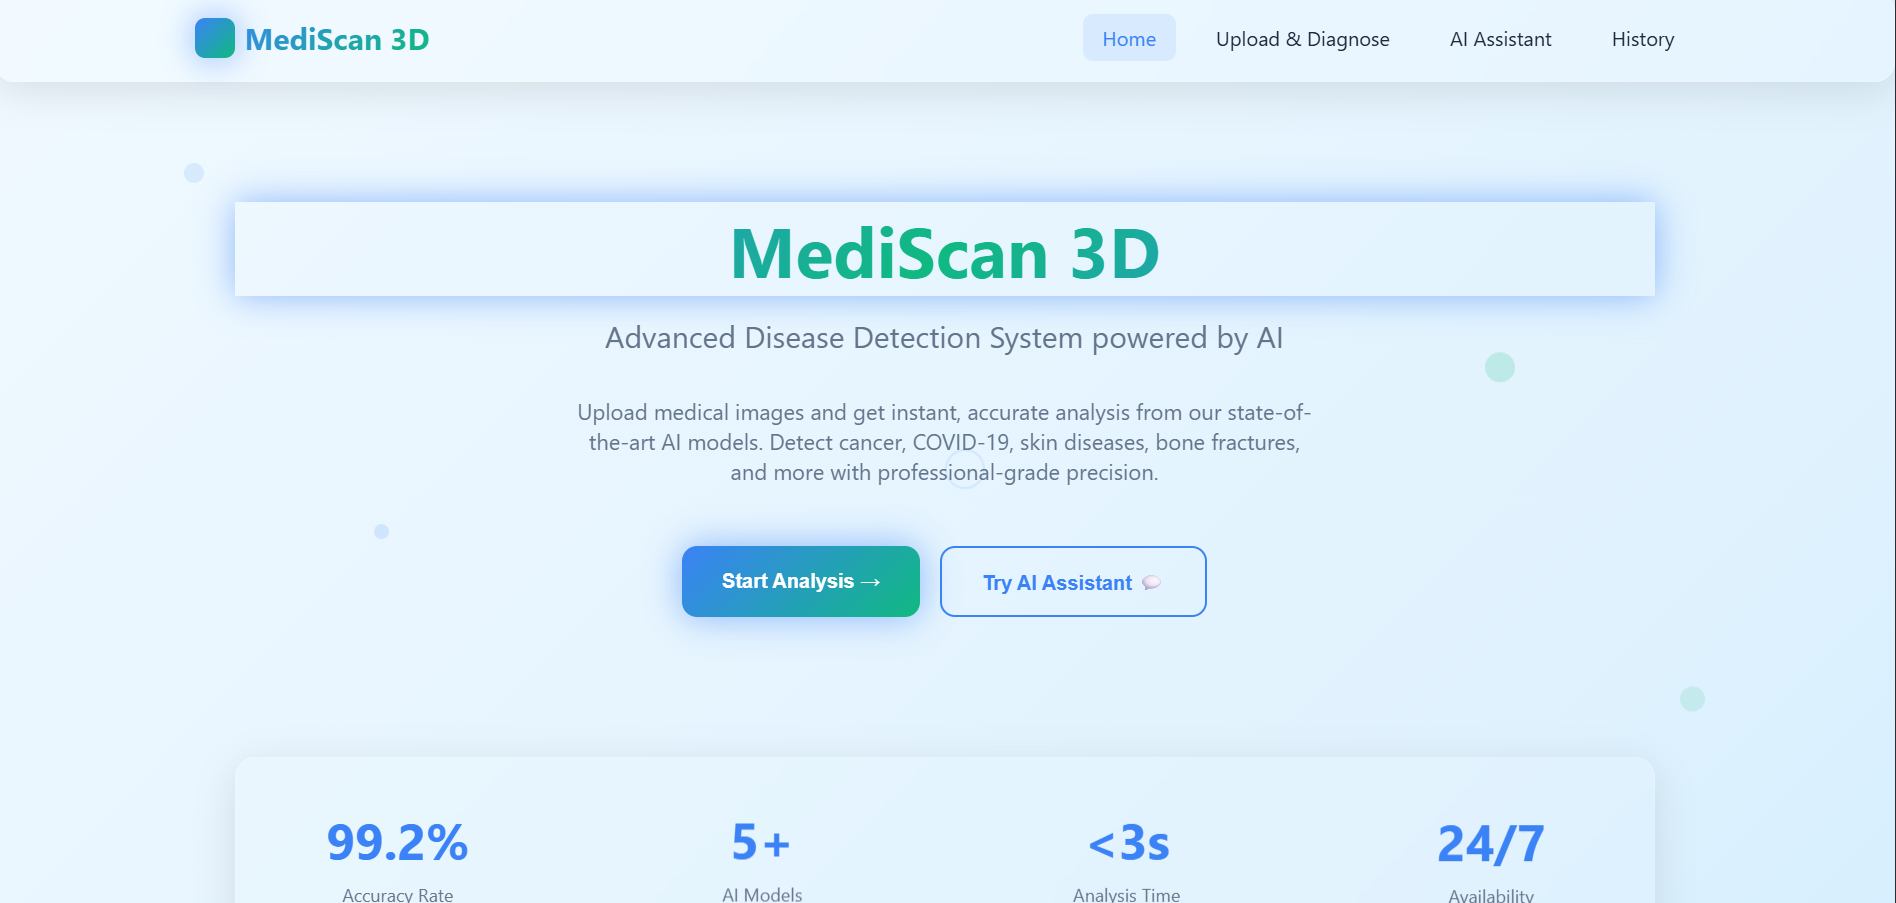 MediScan 3D
Home
Upload & Diagnose
AI Assistant
History
MediScan 3D
Advanced Disease Detection System powered by AI
Upload medical images and get instant, accurate analysis from our state-of-
the-art AI models. Detect cancer, COVID-19, skin diseases, bone fractures,
and more with professional-grade precision.
Start Analysis →
Try AI Assistant 💬
99.2%
5+
<3s
24/7
Accuracy Rate
AI Models
Analysis Time
Availability